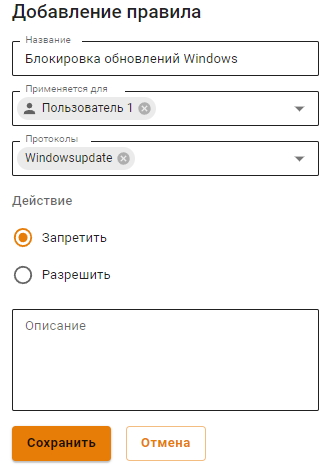 Добавление правила
Название
Блокировка обновлений Windows
Применяется для
Пользователь 1
Протоколы
Windowsupdate
Действие
Запретить
Разрешить
Описание
Сохранить
Отмена